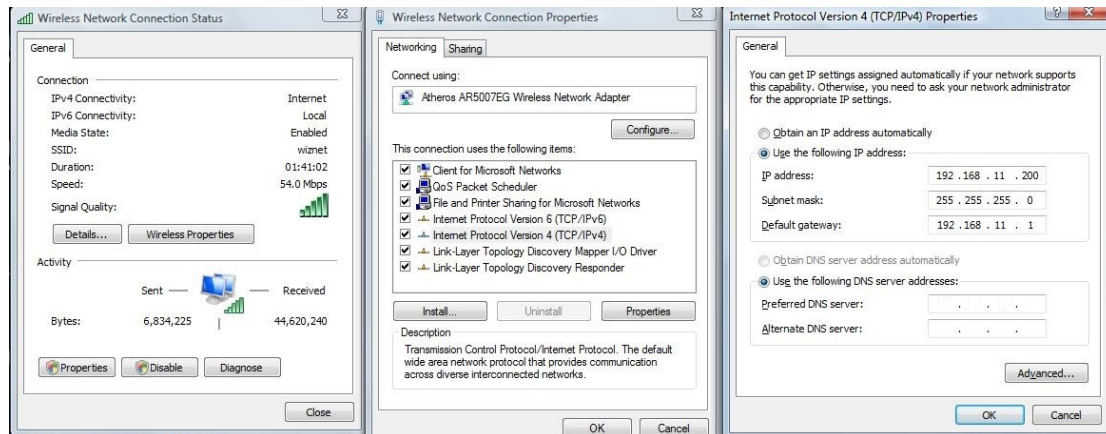 Wireless Network Connection Status
General
Connection
IPv4 Connectivity: Internet
IPv6 Connectivity: Local
Media State: Enabled
SSID: wiznet
Duration: 01:41:02
Speed: 54.0 Mbps
Signal Quality:
Details... Wireless Properties
Activity
Sent Received
Bytes: 6,834,225 44,620,240
Properties Disable Diagnose
Close
Wireless Network Connection Properties
Networking Sharing
Connect using:
Atheros AR5007EG Wireless Network Adapter
Configure...
This connection uses the following items:
Client for Microsoft Networks
QoS Packet Scheduler
File and Printer Sharing for Microsoft Networks
Internet Protocol Version 6 (TCP/IPv6)
Internet Protocol Version 4 (TCP/IPv4)
Link-Layer Topology Discovery Mapper I/O Driver
Link-Layer Topology Discovery Responder
Install... Uninstall Properties
Description
Transmission Control Protocol/Internet Protocol. The default
wide area network protocol that provides communication
across diverse interconnected networks.
OK Cancel
Internet Protocol Version 4 (TCP/IPv4) Properties
General
You can get IP settings assigned automatically if your network supports
this capability. Otherwise, you need to ask your network administrator
for the appropriate IP settings.
Obtain an IP address automatically
Use the following IP address:
IP address: 192 . 168 . 11 . 200
Subnet mask: 255 . 255 . 255 . 0
Default gateway: 192 . 168 . 11 . 1
Obtain DNS server address automatically
Use the following DNS server addresses:
Preferred DNS server: . . .
Alternate DNS server: . . .
Advanced...
OK Cancel